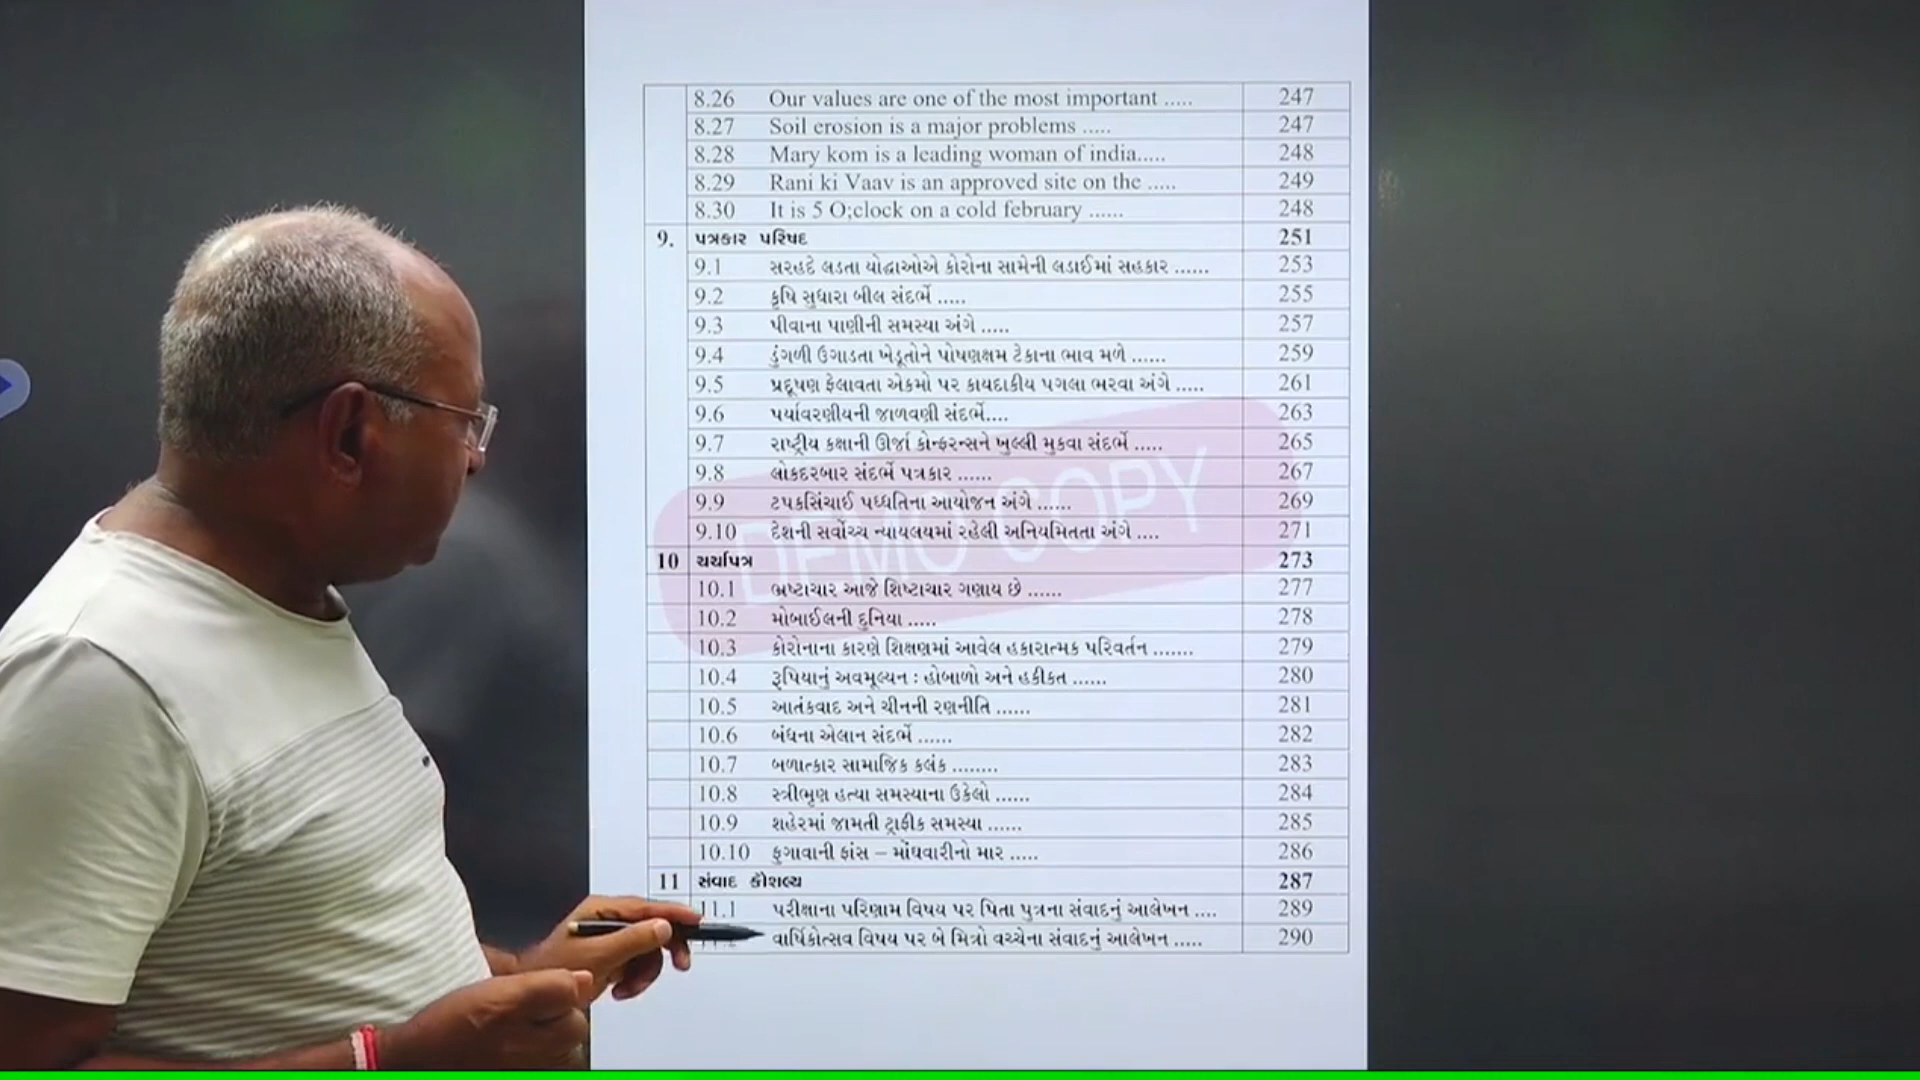 8.26 Our values are one of the most important ..... 247
8.27 Soil erosion is a major problems ..... 247
8.28 Mary kom is a leading woman of india..... 248
8.29 Rani ki Vaav is an approved site on the ..... 249
8.30 It is 5 O;clock on a cold february ...... 248
9. પત્રકાર પરિષદ 251
9.1 સરહદે લડતા યોદ્ધાઓએ કોરોના સામેની લડાઈમાં સહકાર ...... 253
9.2 કૃષિ સુધારા બીલ સંદર્ભે ..... 255
9.3 પીવાના પાણીની સમસ્યા અંગે ..... 257
9.4 ડુંગળી ઉગાડતા ખેડૂતોને પોષણક્ષમ ટેકાના ભાવ મળે ...... 259
9.5 પ્રદૂષણ ફેલાવતા એકમો પર કાયદાકીય પગલા ભરવા અંગે ..... 261
9.6 પર્યાવરણીયની જાળવણી સંદર્ભે.... 263
9.7 રાષ્ટ્રીય કક્ષાની ઊર્જા કોન્ફરન્સને ખુલ્લી મુકવા સંદર્ભે ..... 265
9.8 લોકદરબાર સંદર્ભે પત્રકાર ...... 267
9.9 ટપકસિંચાઈ પધ્ધતિના આયોજન અંગે ...... 269
9.10 દેશની સર્વોચ્ચ ન્યાયલયમાં રહેલી અનિયમિતતા અંગે .... 271
DEMO COPY
10 ચર્ચાપત્ર 273
10.1 ભ્રષ્ટાચાર આજે શિષ્ટાચાર ગણાય છે ...... 277
10.2 મોબાઈલની દુનિયા ..... 278
10.3 કોરોનાના કારણે શિક્ષણમાં આવેલ હકારાત્મક પરિવર્તન ....... 279
10.4 રૂપિયાનું અવમૂલ્યન : હોબાળો અને હકીકત ...... 280
10.5 આતંકવાદ અને ચીનની રણનીતિ ...... 281
10.6 બંધના એલાન સંદર્ભે ...... 282
10.7 બળાત્કાર સામાજિક કલંક ........ 283
10.8 સ્ત્રીભૃણ હત્યા સમસ્યાના ઉકેલો ...... 284
10.9 શહેરમાં જામતી ટ્રાફીક સમસ્યા ...... 285
10.10 ફુગાવાની ફાંસ – મોંઘવારીનો માર ..... 286
11 સંવાદ કૌશલ્ય 287
11.1 પરીક્ષાના પરિણામ વિષય પર પિતા પુત્રના સંવાદનું આલેખન .... 289
વાર્ષિકોત્સવ વિષય પર બે મિત્રો વચ્ચેના સંવાદનું આલેખન ..... 290